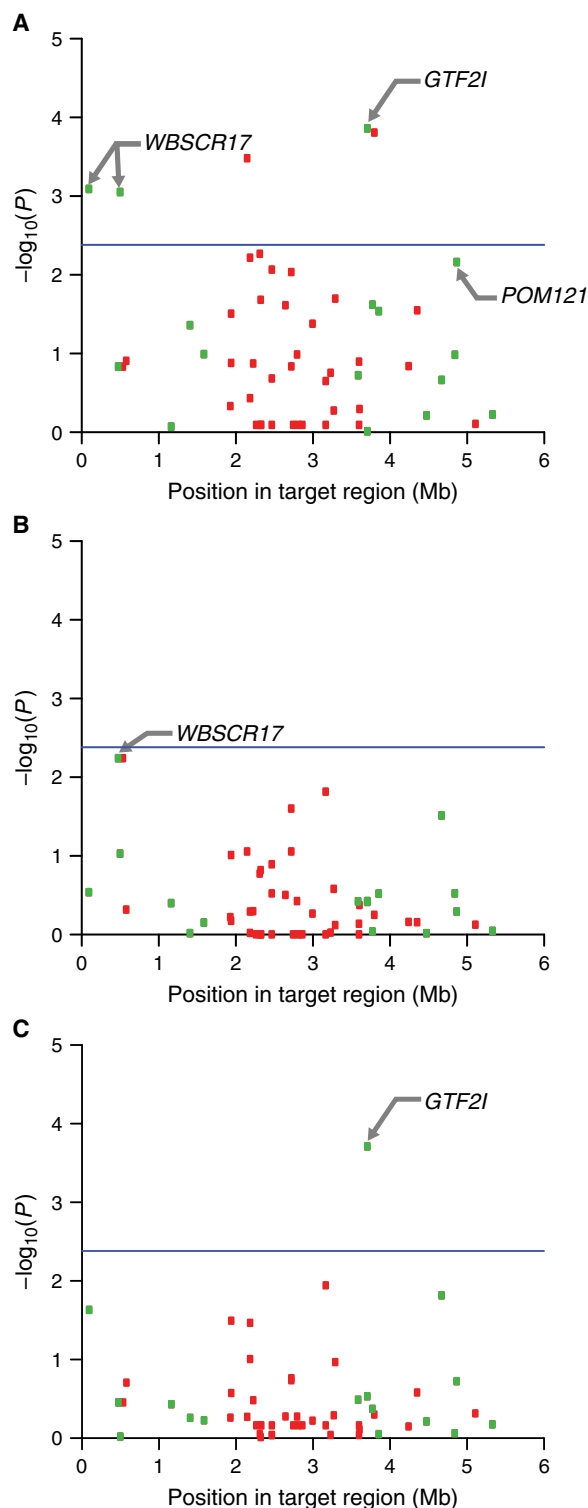 A
5
4
3
2
1
0
−log10(P)
GTF2I
WBSCR17
POM121
0 1 2 3 4 5 6
Position in target region (Mb)
B
5
4
3
2
1
0
−log10(P)
WBSCR17
0 1 2 3 4 5 6
Position in target region (Mb)
C
5
4
3
2
1
0
−log10(P)
GTF2I
0 1 2 3 4 5 6
Position in target region (Mb)